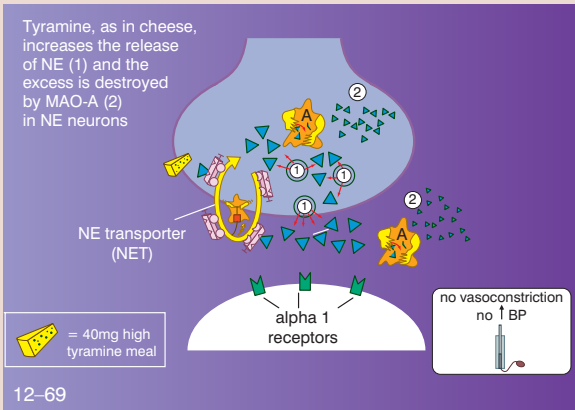 Tyramine, as in cheese,
increases the release
of NE (1) and the
excess is destroyed
by MAO-A (2)
in NE neurons
2
A
1
1
1
2
A
NE transporter
(NET)
alpha 1
receptors
no vasoconstriction
no ↑ BP
= 40mg high
tyramine meal
12–69